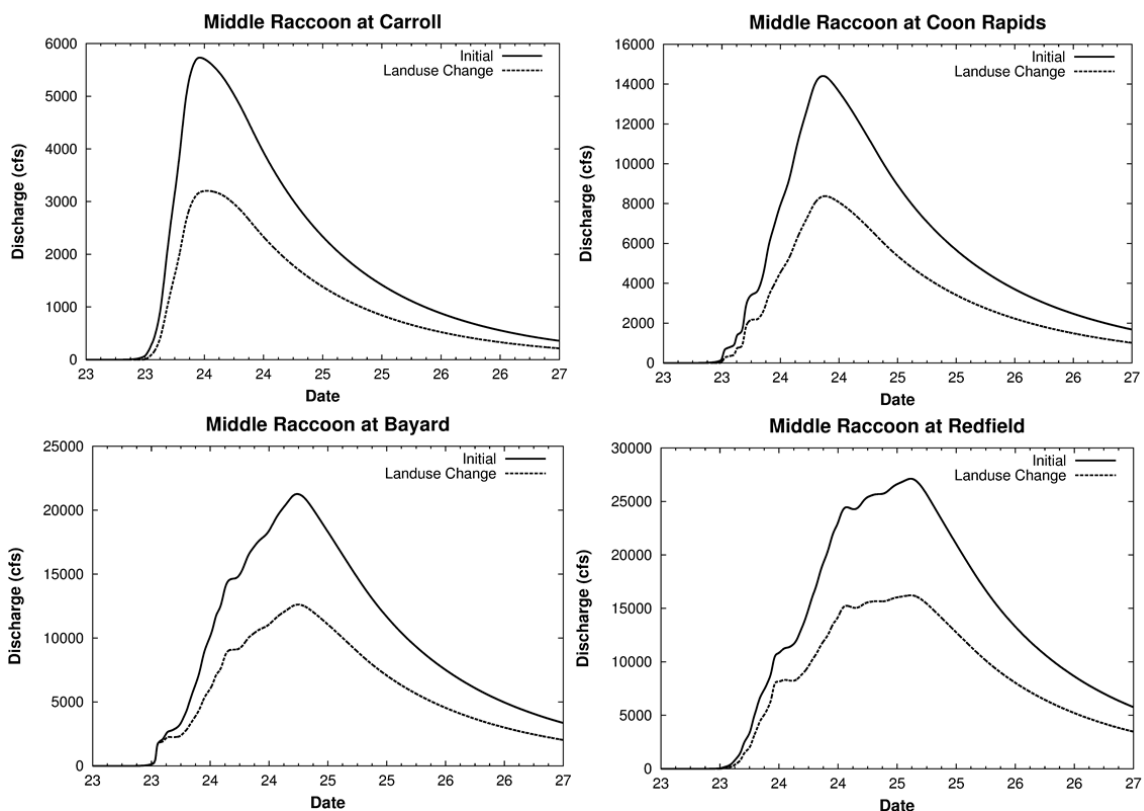 Middle Raccoon at Carroll
6000
5000
4000
3000
2000
1000
0
Discharge (cfs)
Initial
Landuse Change
23 23 24 24 25 25 26 26 27
Date
Middle Raccoon at Coon Rapids
16000
14000
12000
10000
8000
6000
4000
2000
0
Discharge (cfs)
Initial
Landuse Change
23 23 24 24 25 25 26 26 27
Date
Middle Raccoon at Bayard
25000
20000
15000
10000
5000
0
Discharge (cfs)
Initial
Landuse Change
23 23 24 24 25 25 26 26 27
Date
Middle Raccoon at Redfield
30000
25000
20000
15000
10000
5000
0
Discharge (cfs)
Initial
Landuse Change
23 23 24 24 25 25 26 26 27
Date